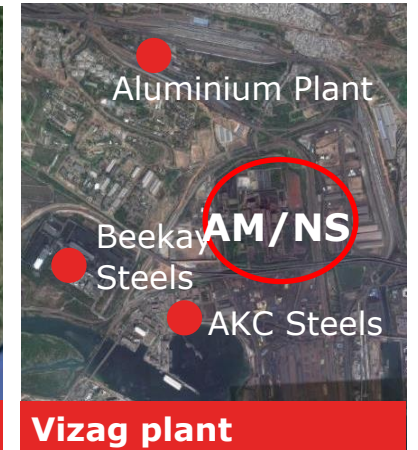 Aluminium Plant
AM/NS
Beekay
Steels
AKC Steels
Vizag plant